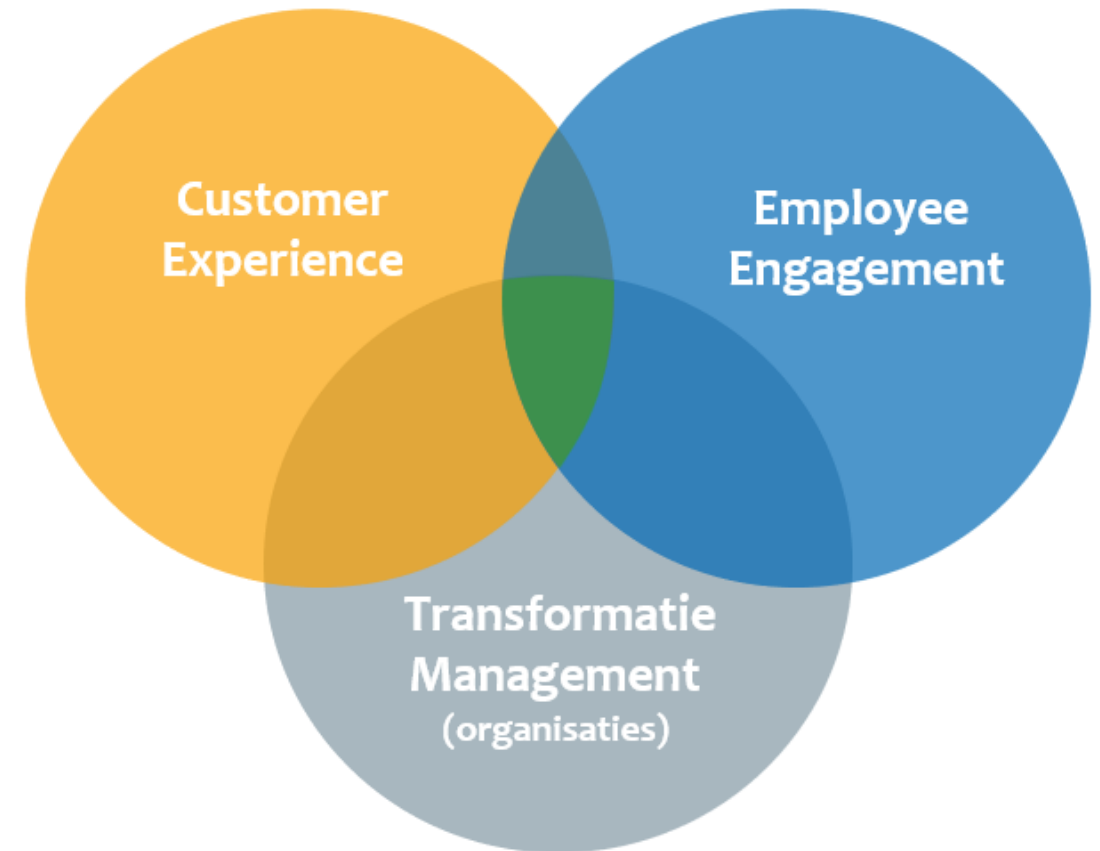 Customer
Experience
Employee
Engagement
Transformatie
Management
(organisaties)